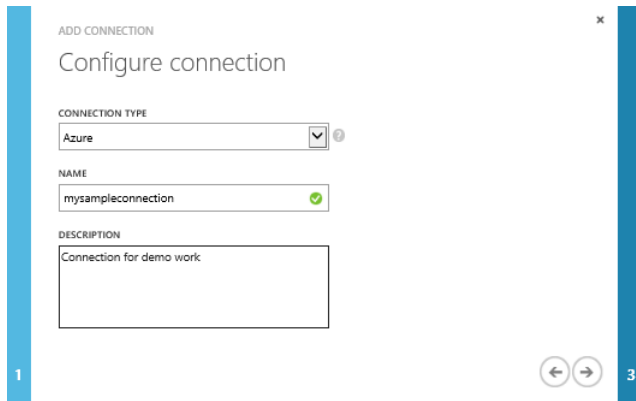 ADD CONNECTION
Configure connection
CONNECTION TYPE
Azure
NAME
mysampleconnection
DESCRIPTION
Connection for demo work
1
3